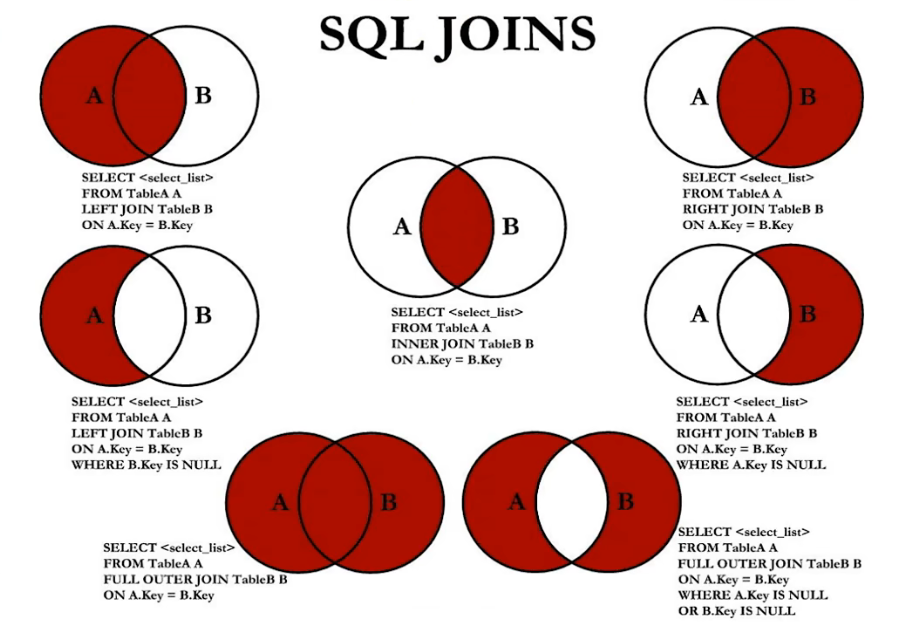 SQL JOINS
A B
SELECT <select_list>
FROM TableA A
LEFT JOIN TableB B
ON A.Key = B.Key
A B
SELECT <select_list>
FROM TableA A
RIGHT JOIN TableB B
ON A.Key = B.Key
A B
SELECT <select_list>
FROM TableA A
INNER JOIN TableB B
ON A.Key = B.Key
A B
SELECT <select_list>
FROM TableA A
LEFT JOIN TableB B
ON A.Key = B.Key
WHERE B.Key IS NULL
A B
SELECT <select_list>
FROM TableA A
RIGHT JOIN TableB B
ON A.Key = B.Key
WHERE A.Key IS NULL
A B
SELECT <select_list>
FROM TableA A
FULL OUTER JOIN TableB B
ON A.Key = B.Key
A B
SELECT <select_list>
FROM TableA A
FULL OUTER JOIN TableB B
ON A.Key = B.Key
WHERE A.Key IS NULL
OR B.Key IS NULL